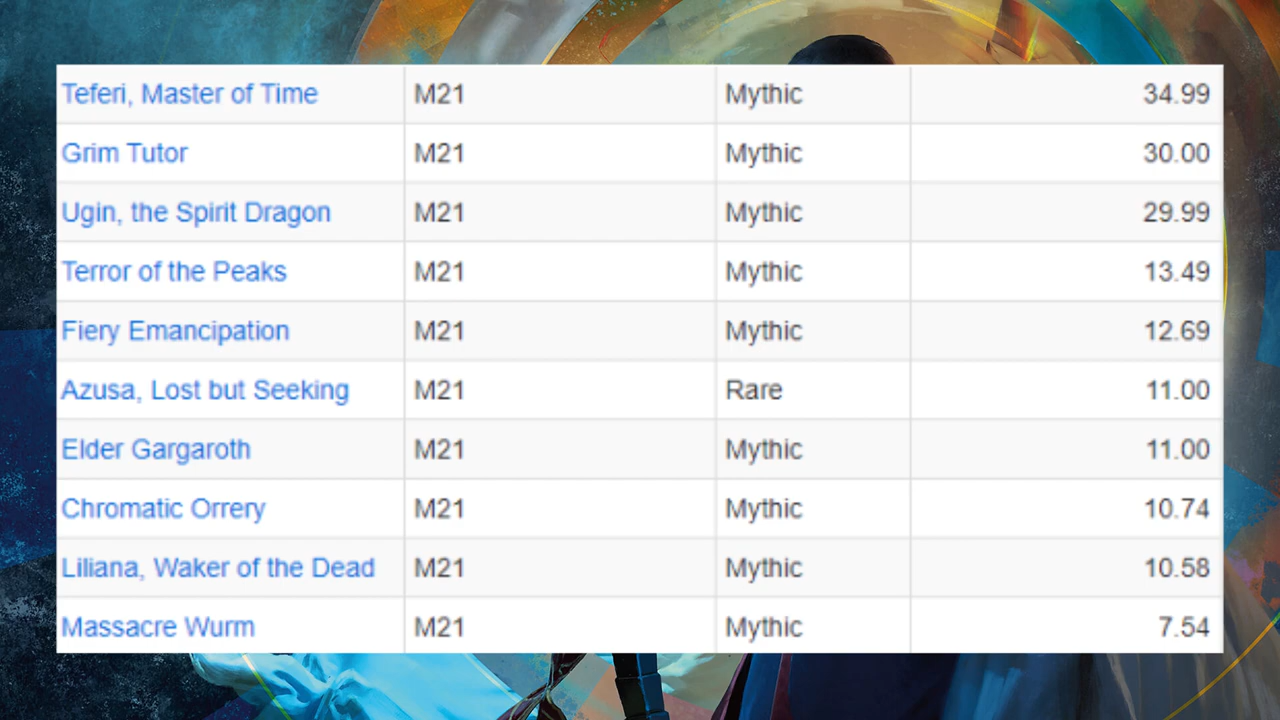 Teferi, Master of Time M21 Mythic 34.99
Grim Tutor M21 Mythic 30.00
Ugin, the Spirit Dragon M21 Mythic 29.99
Terror of the Peaks M21 Mythic 13.49
Fiery Emancipation M21 Mythic 12.69
Azusa, Lost but Seeking M21 Rare 11.00
Elder Gargaroth M21 Mythic 11.00
Chromatic Orrery M21 Mythic 10.74
Liliana, Waker of the Dead M21 Mythic 10.58
Massacre Wurm M21 Mythic 7.54